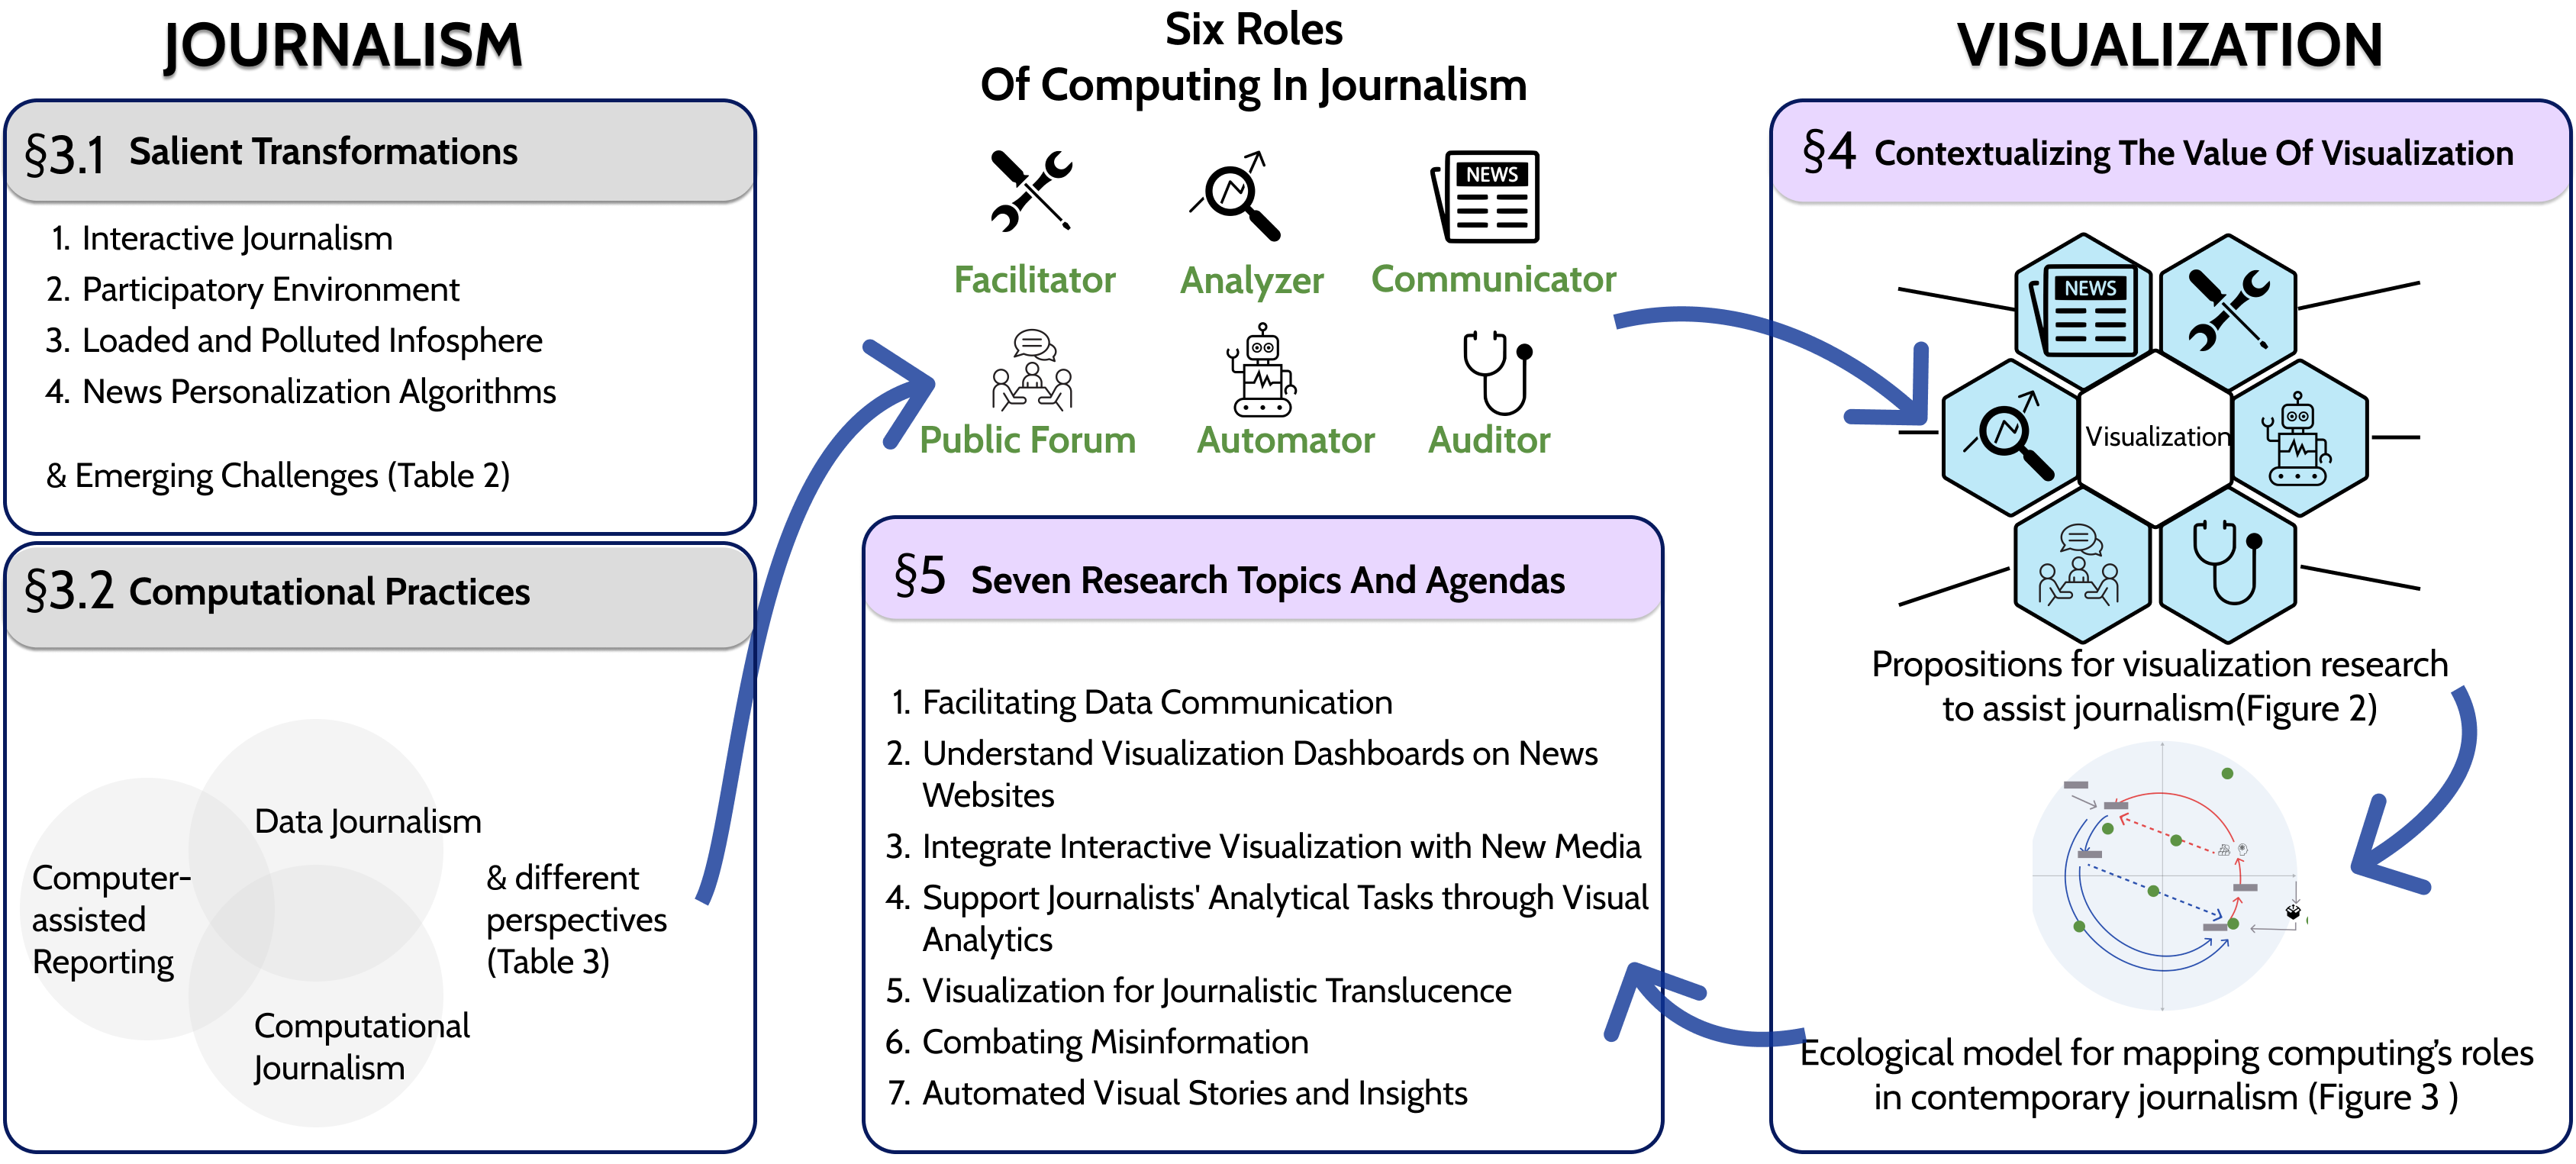 JOURNALISM
§3.1 Salient Transformations
1. Interactive Journalism
2. Participatory Environment
3. Loaded and Polluted Infosphere
4. News Personalization Algorithms
& Emerging Challenges (Table 2)
§3.2 Computational Practices
Data Journalism
Computer-
assisted
Reporting
& different
perspectives
(Table 3)
Computational
Journalism
Six Roles
Of Computing In Journalism
NEWS
Facilitator
Analyzer
Communicator
Public Forum
Automator
Auditor
§5 Seven Research Topics And Agendas
1. Facilitating Data Communication
2. Understand Visualization Dashboards on News
Websites
3. Integrate Interactive Visualization with New Media
4. Support Journalists' Analytical Tasks through Visual
Analytics
5. Visualization for Journalistic Translucence
6. Combating Misinformation
7. Automated Visual Stories and Insights
VISUALIZATION
§4 Contextualizing The Value Of Visualization
NEWS
Visualization
Propositions for visualization research
to assist journalism(Figure 2)
Ecological model for mapping computing's roles
in contemporary journalism (Figure 3 )